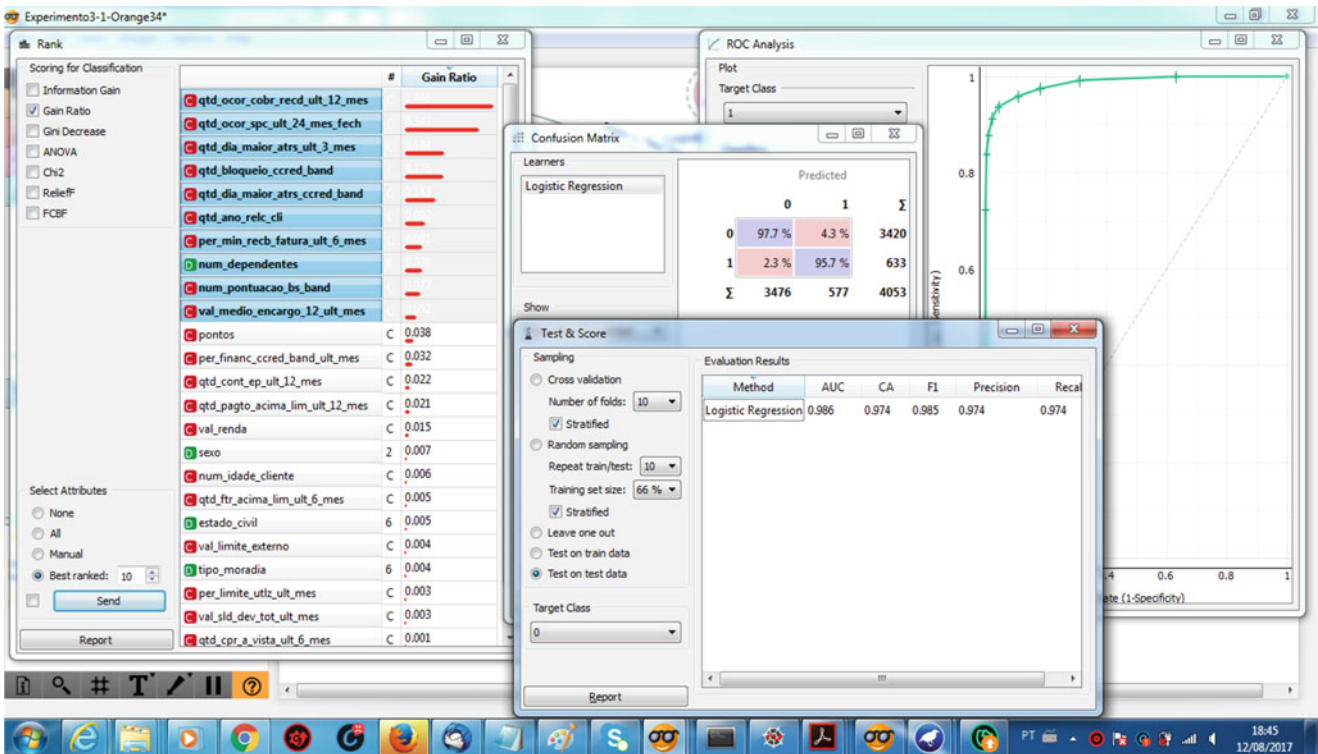 Experimento3-1-Orange34*
Rank
Scoring for Classification
Information Gain
Gain Ratio
Gini Decrease
ANOVA
Chi2
ReliefF
FCBF
# Gain Ratio
C qtd_ocor_cobr_recd_ult_12_mes
C qtd_ocor_spc_ult_24_mes_fech
C qtd_dia_maior_atrs_ult_3_mes
C qtd_bloqueio_ccred_band
C qtd_dia_maior_atrs_ccred_band
C qtd_ano_relc_cli
C per_min_recb_fatura_ult_6_mes
D num_dependentes
C num_pontuacao_bs_band
C val_medio_encargo_12_ult_mes
C pontos C 0.038
C per_financ_ccred_band_ult_mes C 0.032
C qtd_cont_ep_ult_12_mes C 0.022
C qtd_pagto_acima_lim_ult_12_mes C 0.021
C val_renda C 0.015
D sexo 2 0.007
C num_idade_cliente C 0.006
C qtd_ftr_acima_lim_ult_6_mes C 0.005
D estado_civil 6 0.005
C val_limite_externo C 0.004
D tipo_moradia 6 0.004
C per_limite_utlz_ult_mes C 0.003
C val_sld_dev_tot_ult_mes C 0.003
C qtd_cpr_a_vista_ult_6_mes C 0.001
Select Attributes
None
All
Manual
Best ranked: 10
Send
Report
ROC Analysis
Plot
Target Class
1
1
0.8
0.6
Sensitivity)
.4 0.6 0.8 1
ate (1-Specificity)
Confusion Matrix
Learners
Logistic Regression
Show
Predicted
0 1 Σ
0 97.7 % 4.3 % 3420
1 2.3 % 95.7 % 633
Σ 3476 577 4053
Test & Score
Sampling
Cross validation
Number of folds: 10
Stratified
Random sampling
Repeat train/test: 10
Training set size: 66 %
Stratified
Leave one out
Test on train data
Test on test data
Target Class
0
Report
Evaluation Results
Method AUC CA F1 Precision Recal
Logistic Regression 0.986 0.974 0.985 0.974 0.974
PT
18:45
12/08/2017